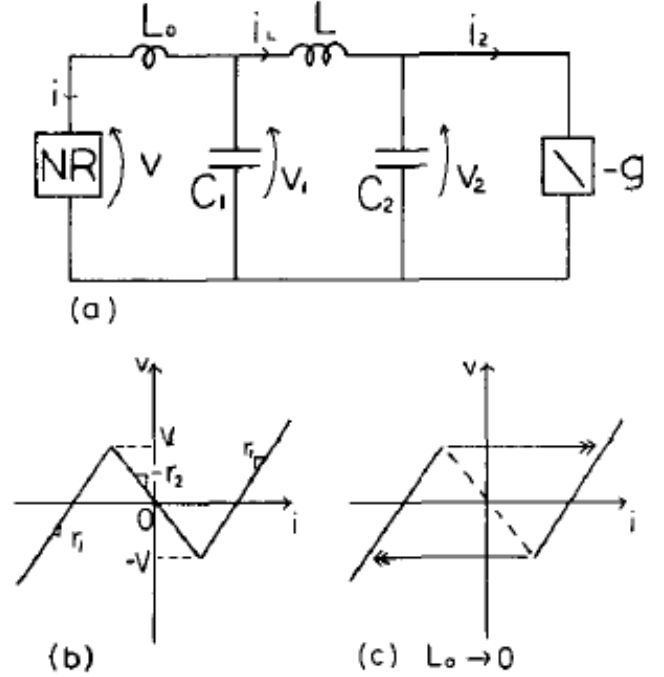 L₀ i_L L i₂
i
NR V C₁ V₁ C₂ V₂ -g
(a)
v v
V r₁
-r₂
0 i i
r₁
-V
(b) (c) L₀ → 0